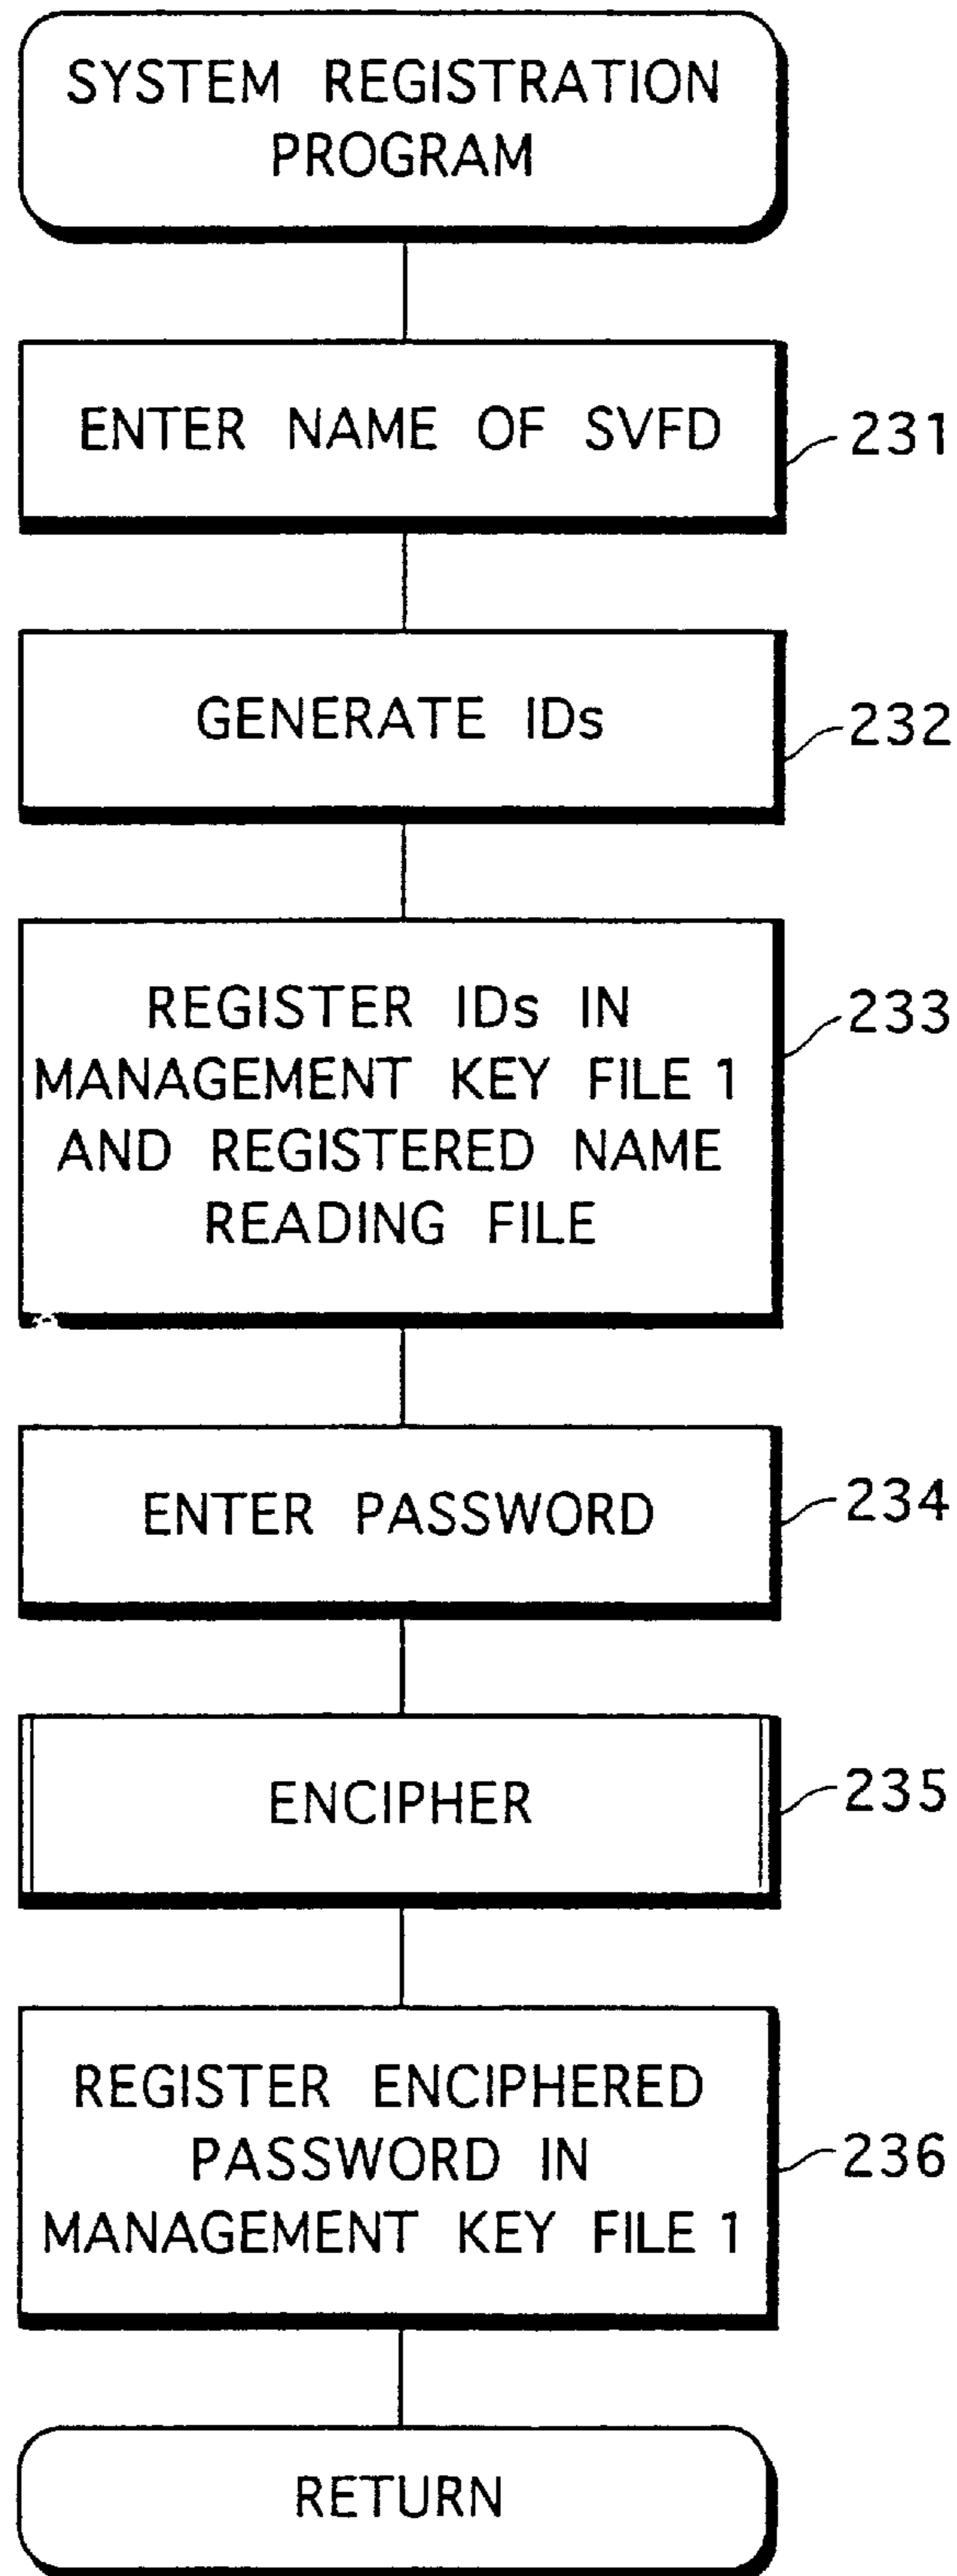 SYSTEM REGISTRATION
PROGRAM
ENTER NAME OF SVFD
231
GENERATE IDs
232
REGISTER IDs IN
MANAGEMENT KEY FILE 1
AND REGISTERED NAME
READING FILE
233
ENTER PASSWORD
234
ENCIPHER
235
REGISTER ENCIPHERED
PASSWORD IN
MANAGEMENT KEY FILE 1
236
RETURN